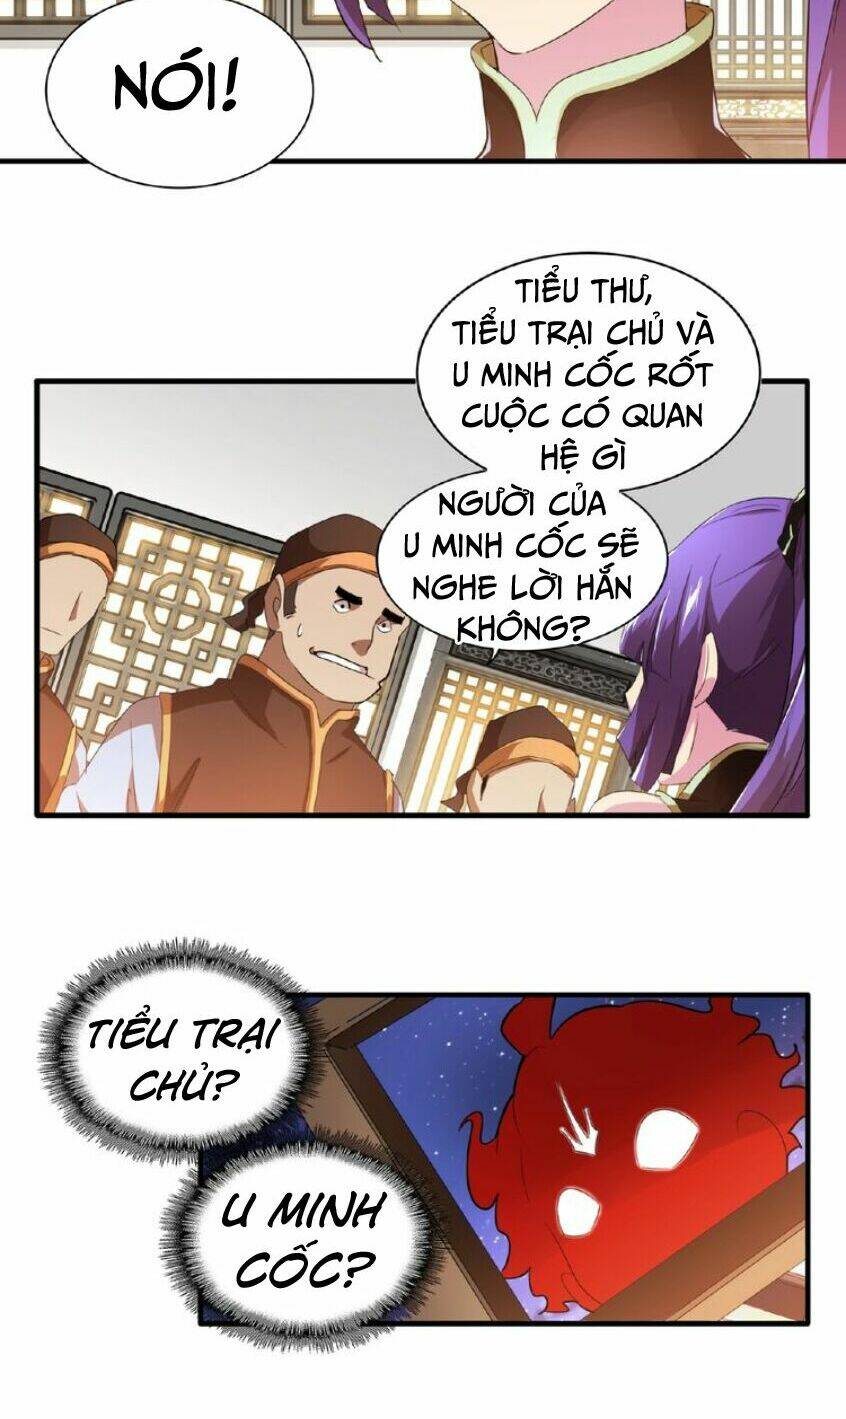 NÓI!
TIỂU THƯ,
TIỂU TRẠI CHỦ VÀ
U MINH CỐC RỐT
CUỘC CÓ QUAN
HỆ GÌ
NGƯỜI CỦA
U MINH CỐC SẼ
NGHE LỜI HẮN
KHÔNG?
TIỂU TRẠI
CHỦ?
U MINH
CỐC?